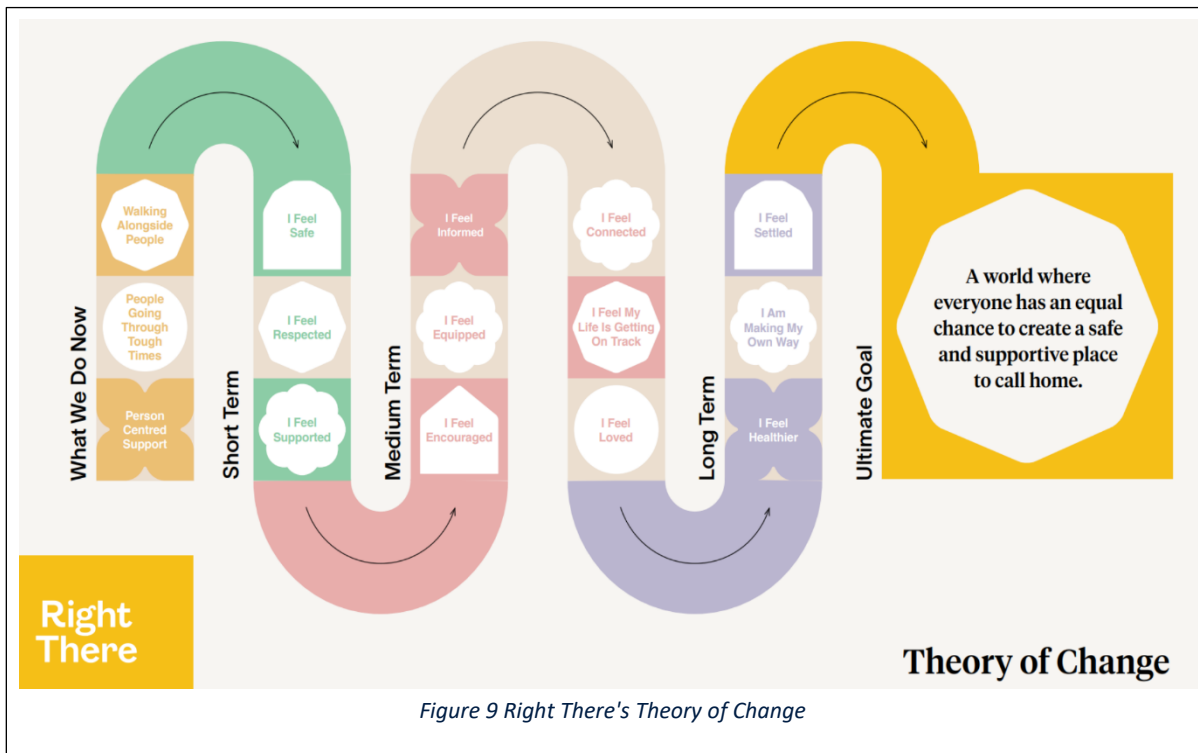 What We Do Now
Walking
Alongside
People
People
Going
Through
Tough
Times
Person
Centred
Support
Short Term
I Feel
Safe
I Feel
Respected
I Feel
Supported
Medium Term
I Feel
Informed
I Feel
Equipped
I Feel
Encouraged
I Feel
Connected
I Feel My
Life Is Getting
On Track
I Feel
Loved
Long Term
I Feel
Settled
I Am
Making My
Own Way
I Feel
Healthier
Ultimate Goal
A world where
everyone has an equal
chance to create a safe
and supportive place
to call home.
Right
There
Theory of Change
Figure 9 Right There's Theory of Change